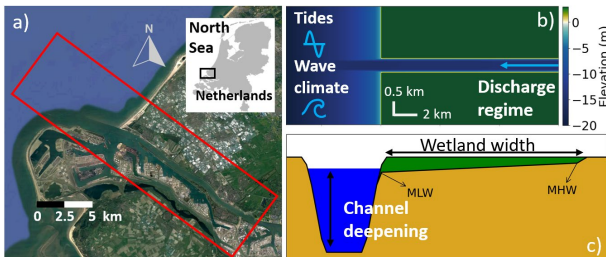 a)
N
North
Sea
Netherlands
0 2.5 5 km
b)
Tides
Wave
climate
0.5 km
2 km
Discharge
regime
0
−5
−10
−15
−20
Elevation (m)
Wetland width
MLW
MHW
Channel
deepening
c)